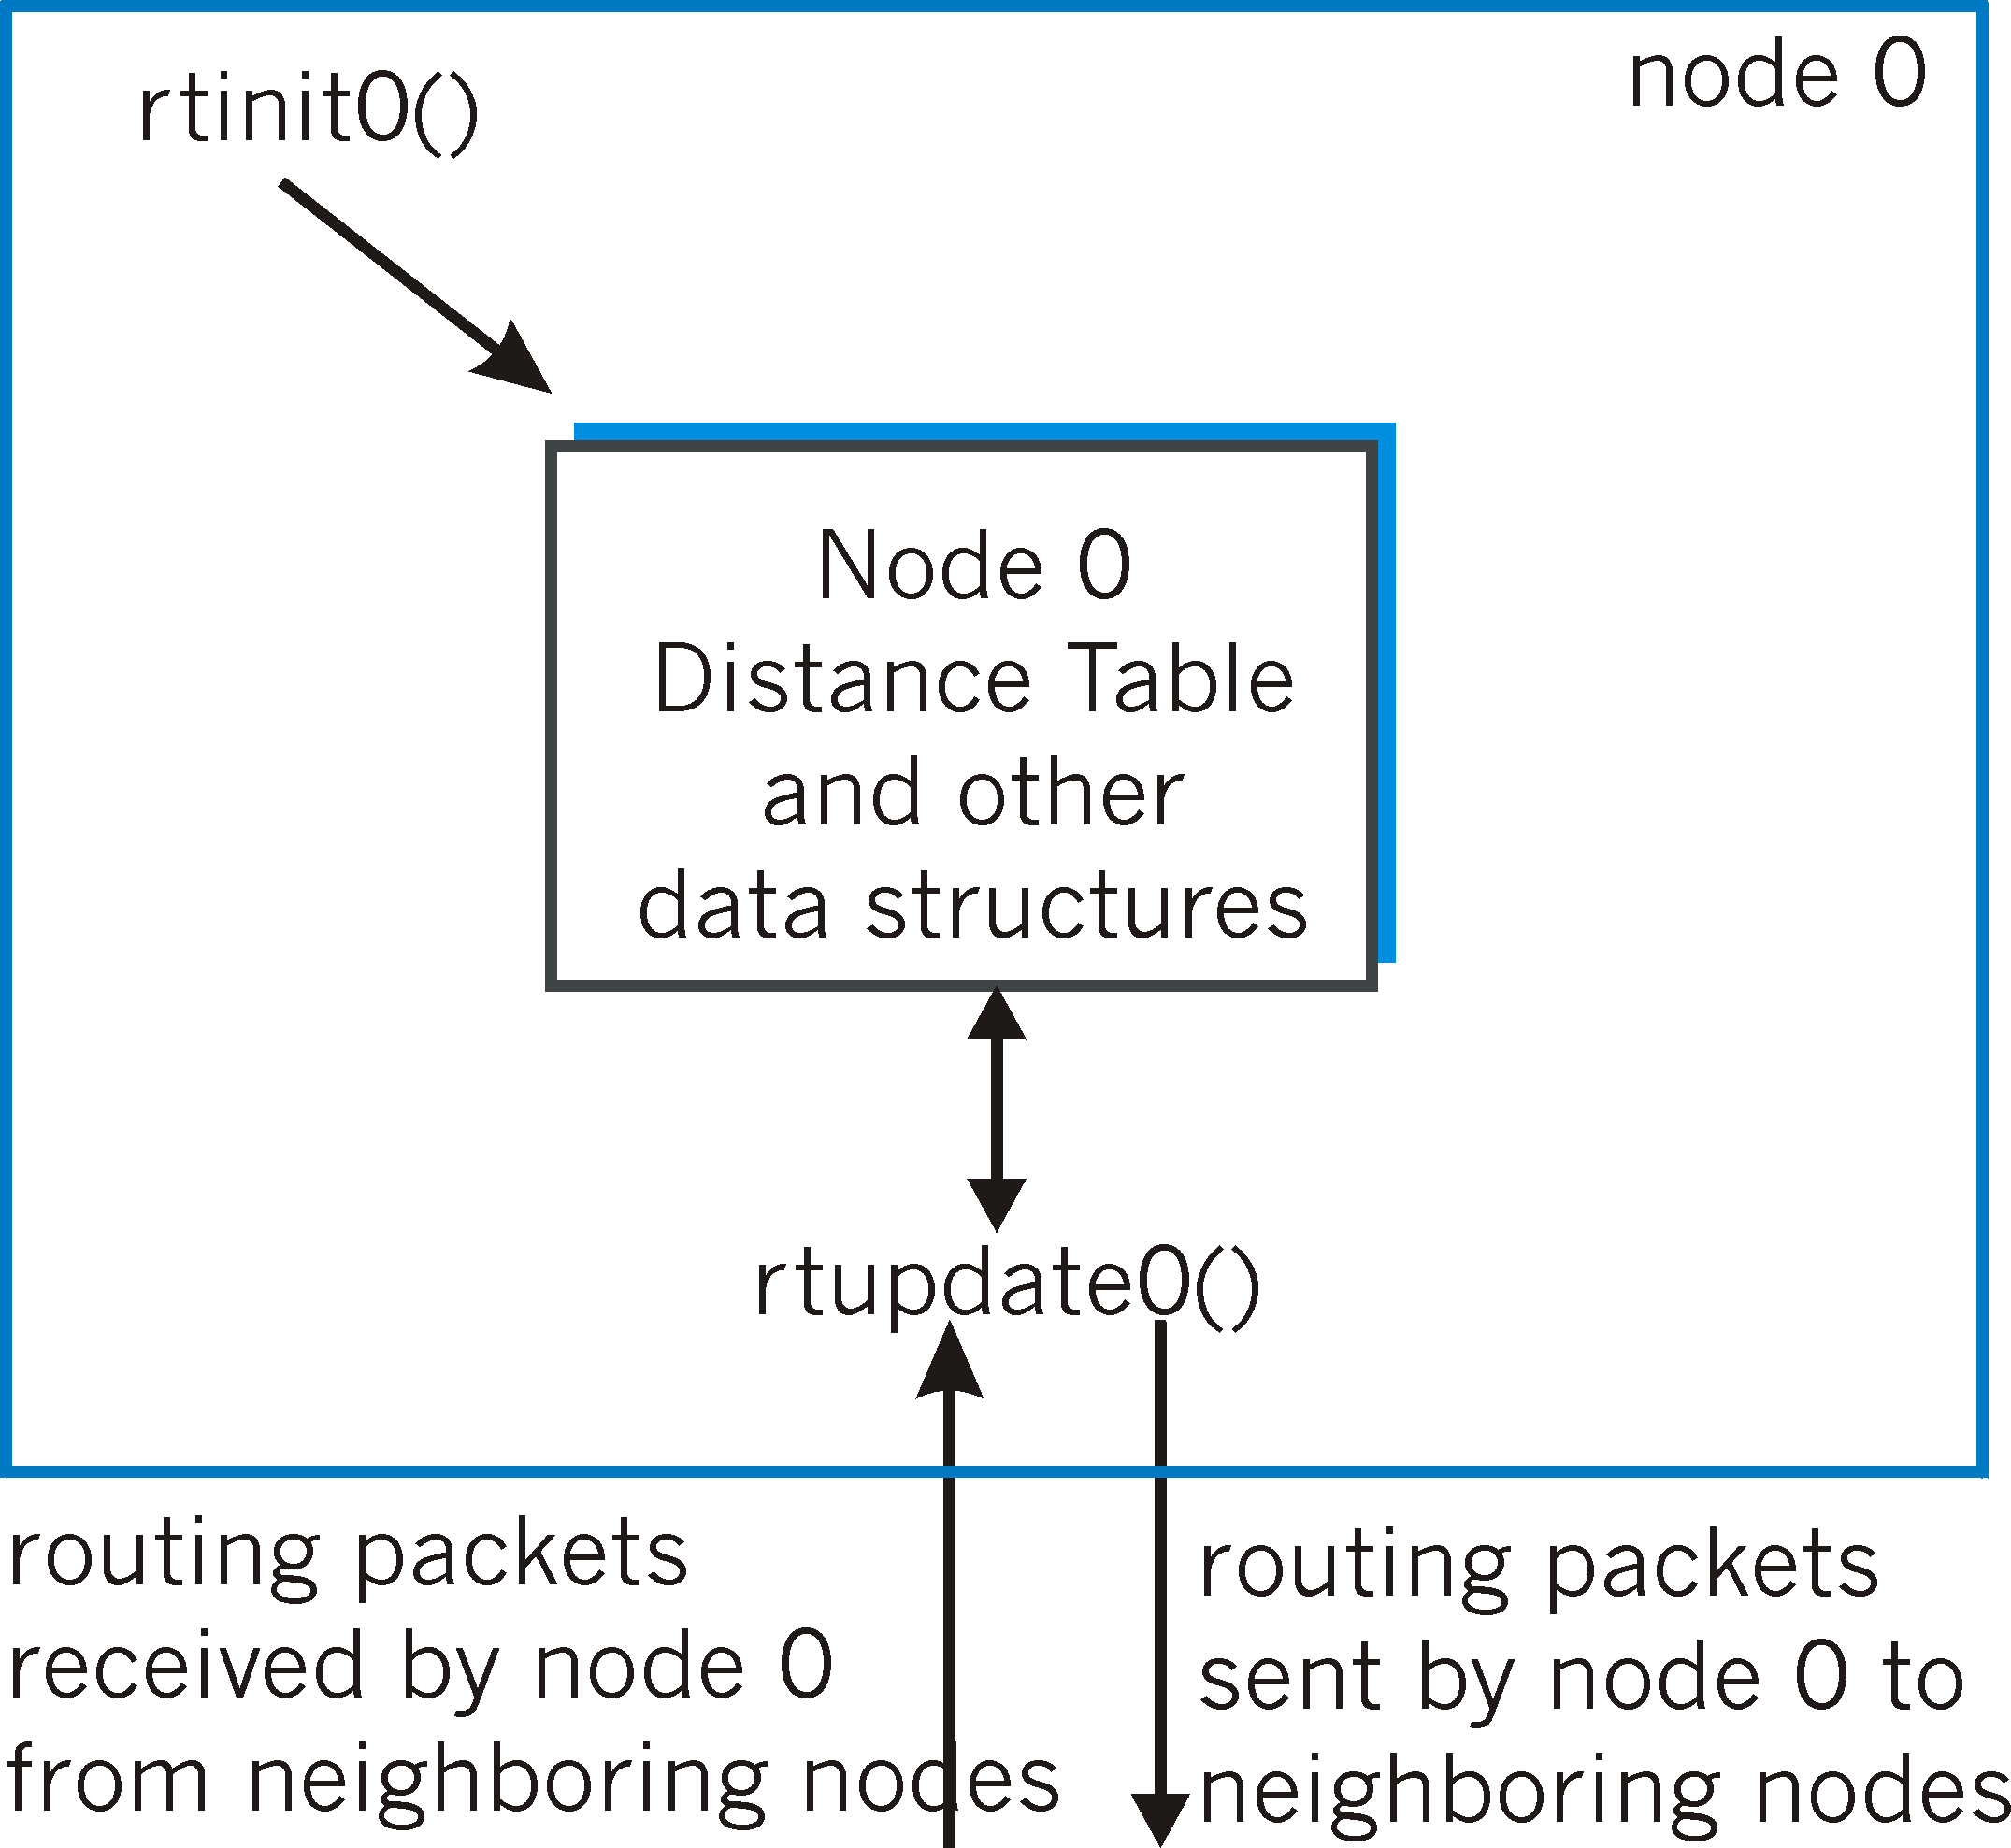 rtinit0()
node 0
Node 0
Distance Table
and other
data structures
rtupdate0()
routing packets
received by node 0
from neighboring nodes
routing packets
sent by node 0 to
neighboring nodes